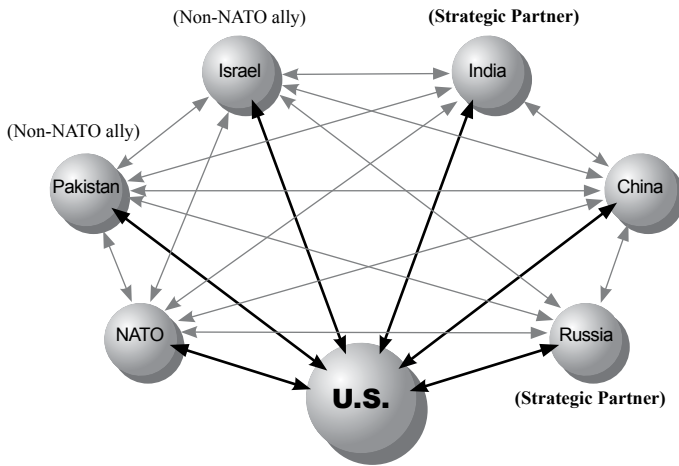 (Non-NATO ally)
(Strategic Partner)
Israel
India
(Non-NATO ally)
Pakistan
China
NATO
Russia
U.S.
(Strategic Partner)